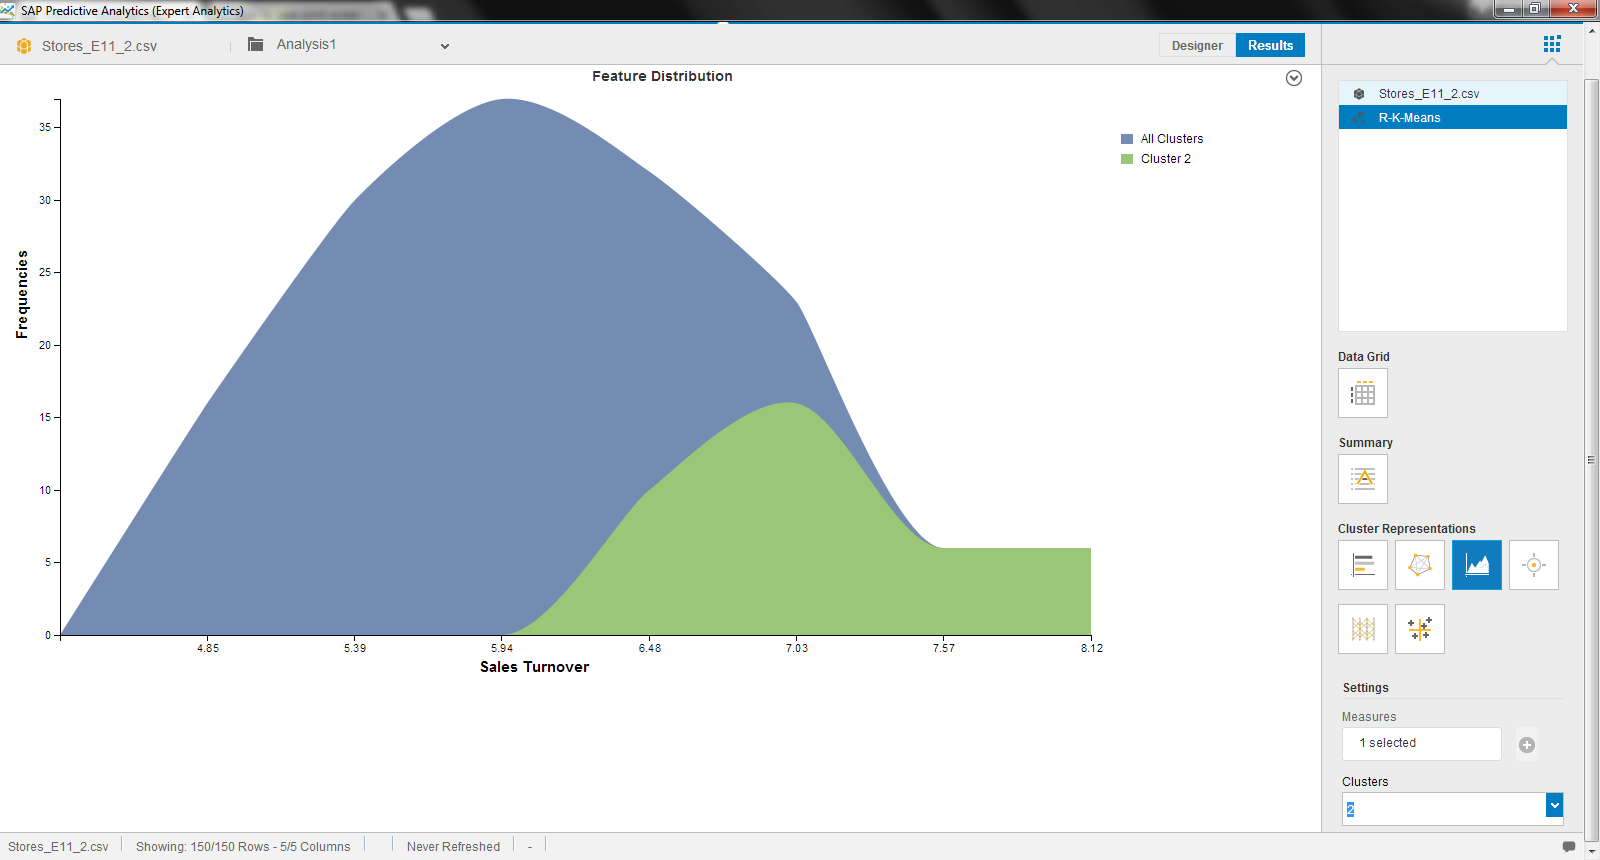 SAP Predictive Analytics (Expert Analytics)
Stores_E11_2.csv
Analysis1
Designer
Results
Feature Distribution
All Clusters
Cluster 2
Frequencies
35
30
25
20
15
10
5
0
4.85
5.39
5.94
6.48
7.03
7.57
8.12
Sales Turnover
Stores_E11_2.csv
R-K-Means
Data Grid
Summary
Cluster Representations
Settings
Measures
1 selected
Clusters
2
Stores_E11_2.csv
Showing: 150/150 Rows - 5/5 Columns
Never Refreshed
-